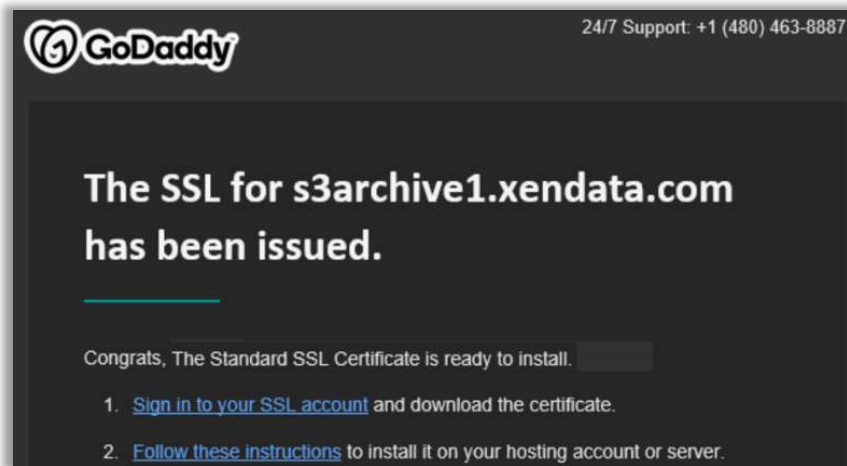 GoDaddy
24/7 Support: +1 (480) 463-8887
The SSL for s3archive1.xendata.com
has been issued.
Congrats, The Standard SSL Certificate is ready to install.
1. Sign in to your SSL account and download the certificate.
2. Follow these instructions to install it on your hosting account or server.